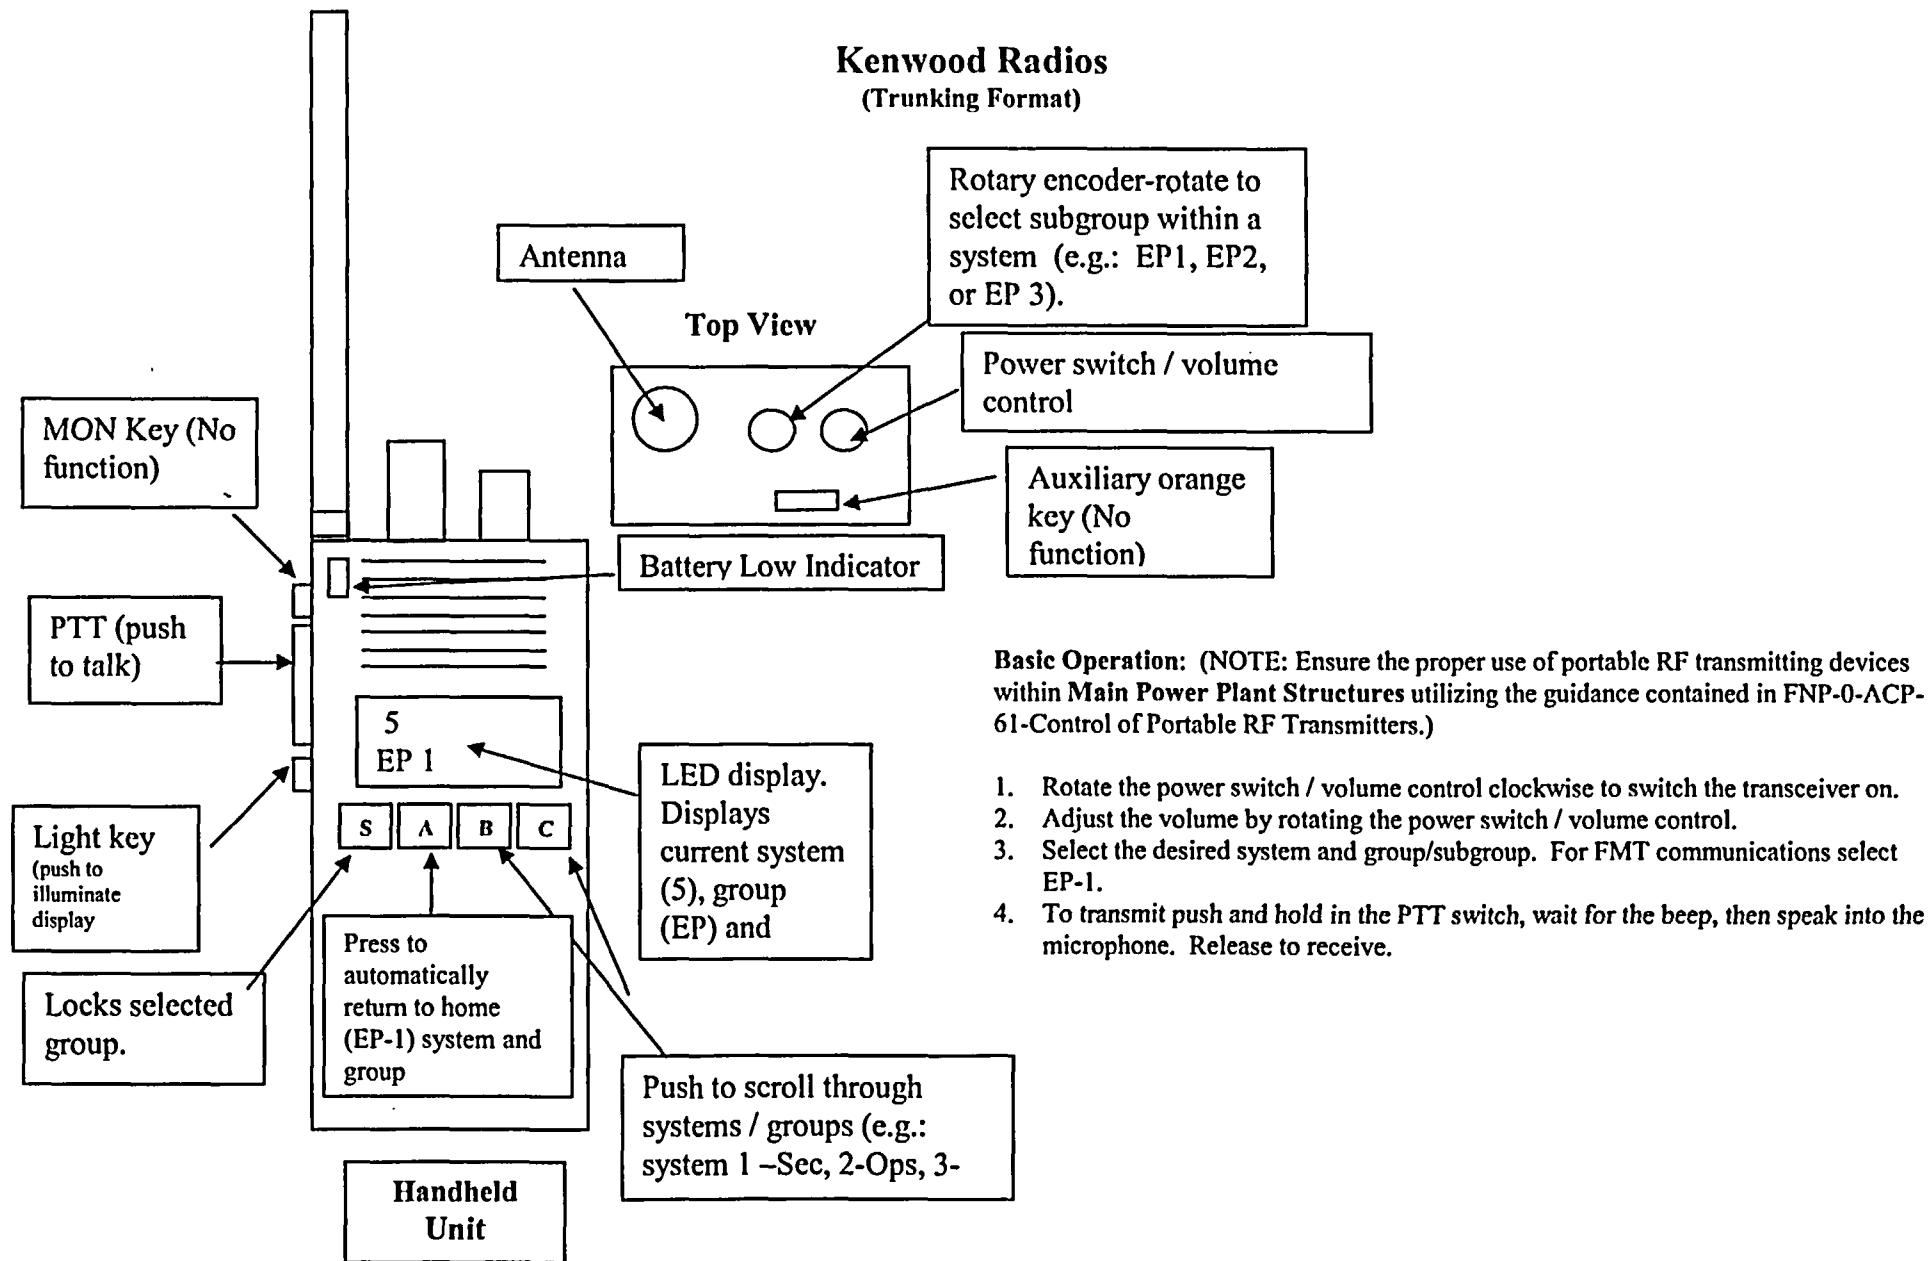 Kenwood Radios
(Trunking Format)
Rotary encoder-rotate to
select subgroup within a
system (e.g.: EP1, EP2,
or EP 3).
Antenna
Top View
Power switch / volume
control
MON Key (No
function)
Auxiliary orange
key (No
function)
Battery Low Indicator
PTT (push
to talk)
Basic Operation: (NOTE: Ensure the proper use of portable RF transmitting devices
within Main Power Plant Structures utilizing the guidance contained in FNP-0-ACP-
61-Control of Portable RF Transmitters.)
5
EP 1
LED display.
Displays
current system
(5), group
(EP) and
1. Rotate the power switch / volume control clockwise to switch the transceiver on.
2. Adjust the volume by rotating the power switch / volume control.
3. Select the desired system and group/subgroup. For FMT communications select
EP-1.
4. To transmit push and hold in the PTT switch, wait for the beep, then speak into the
microphone. Release to receive.
Light key
(push to
illuminate
display
S A B C
Press to
automatically
return to home
(EP-1) system and
group
Locks selected
group.
Push to scroll through
systems / groups (e.g.:
system 1 –Sec, 2-Ops, 3-
Handheld
Unit